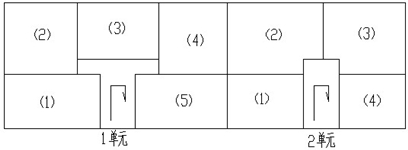 (2) (3) (4) (2) (3)
(1) (5) (1) (4)
1单元 2单元